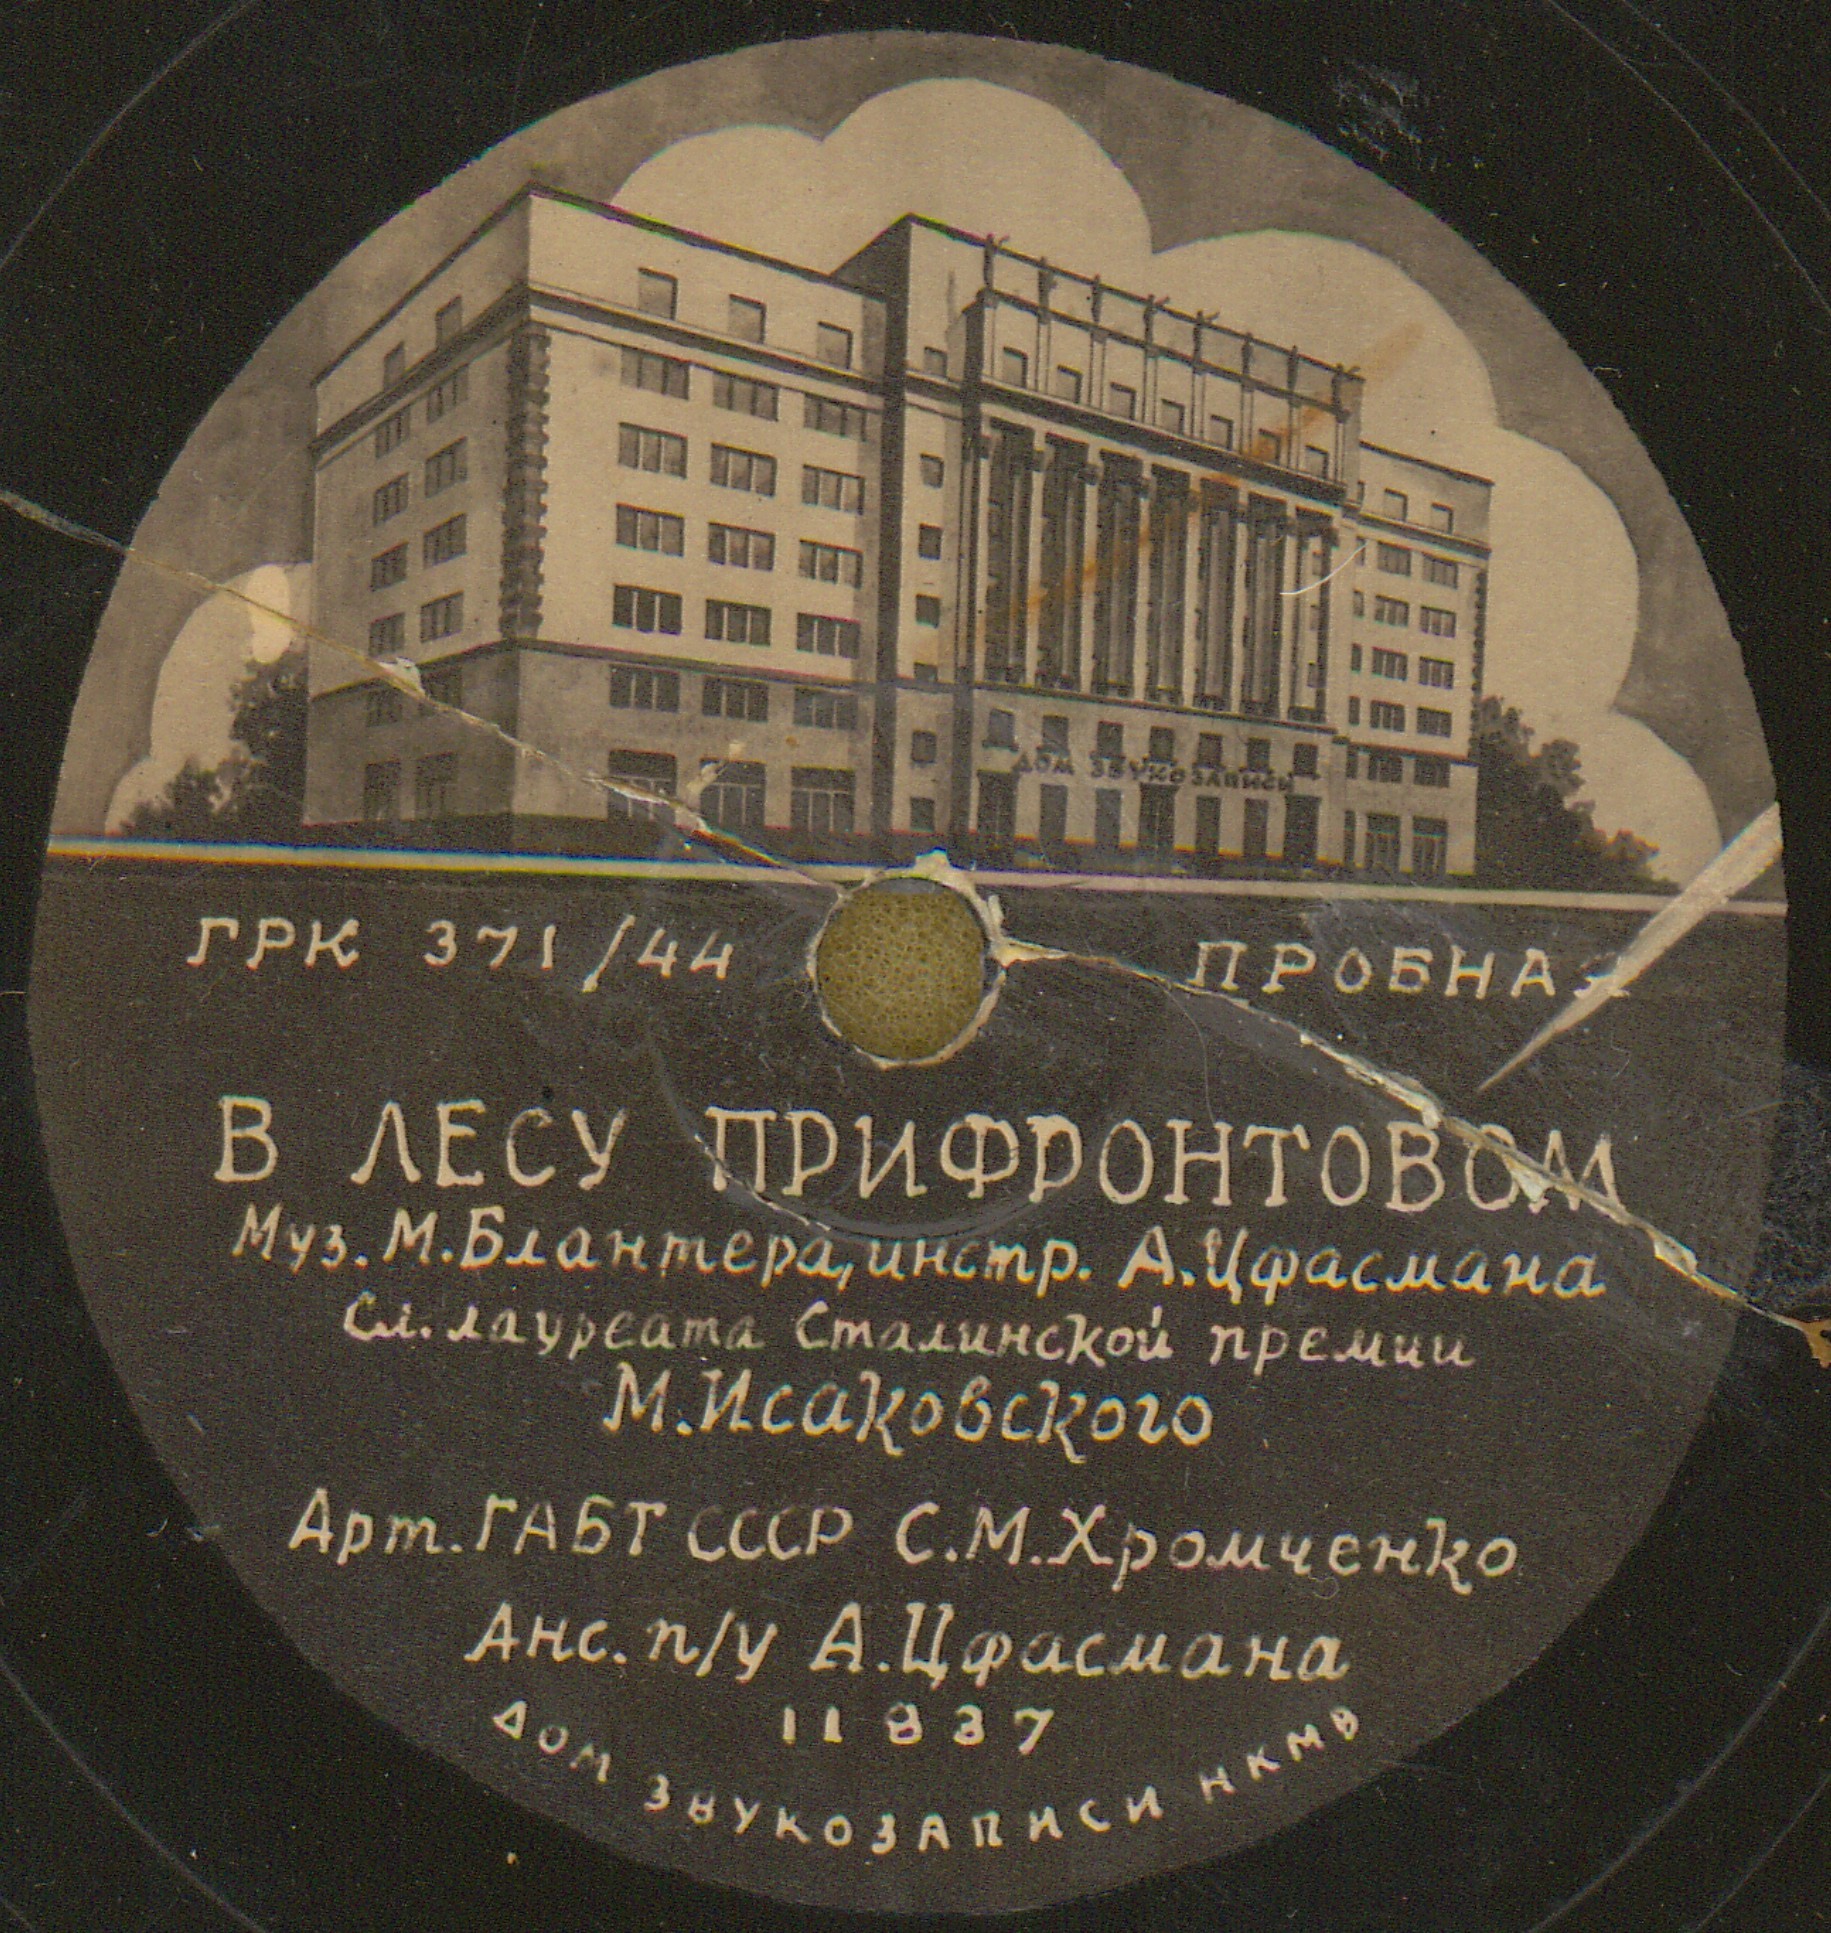 ДОМ ЗВУКОЗАПИСИ
ГРК 371/44 ПРОБНАЯ
В ЛЕСУ ПРИФРОНТОВОМ
Муз. М. Блантера, инстр. А. Цфасмана
Сл. лауреата Сталинской премии
М. Исаковского
Арт. ГАБТ СССР С. М. Хромченко
Анс. п/у А. Цфасмана
11837
ДОМ ЗВУКОЗАПИСИ НКМВ